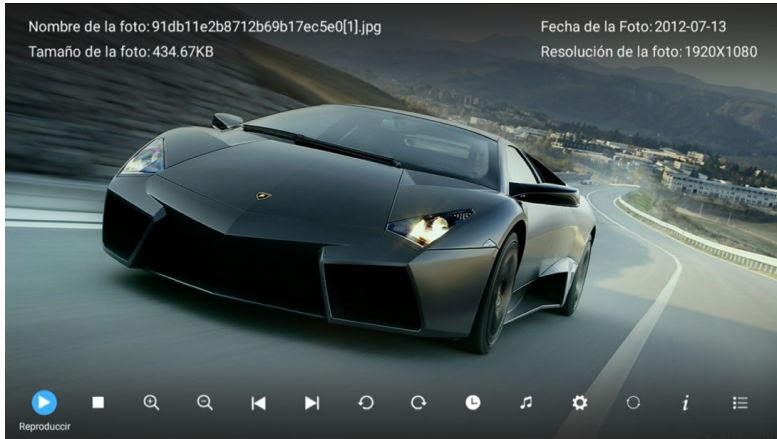 Nombre de la foto: 91db11e2b8712b69b17ec5e0[1].jpg
Tamaño de la foto: 434.67KB
Fecha de la Foto: 2012-07-13
Resolución de la foto: 1920X1080
Reproduccir